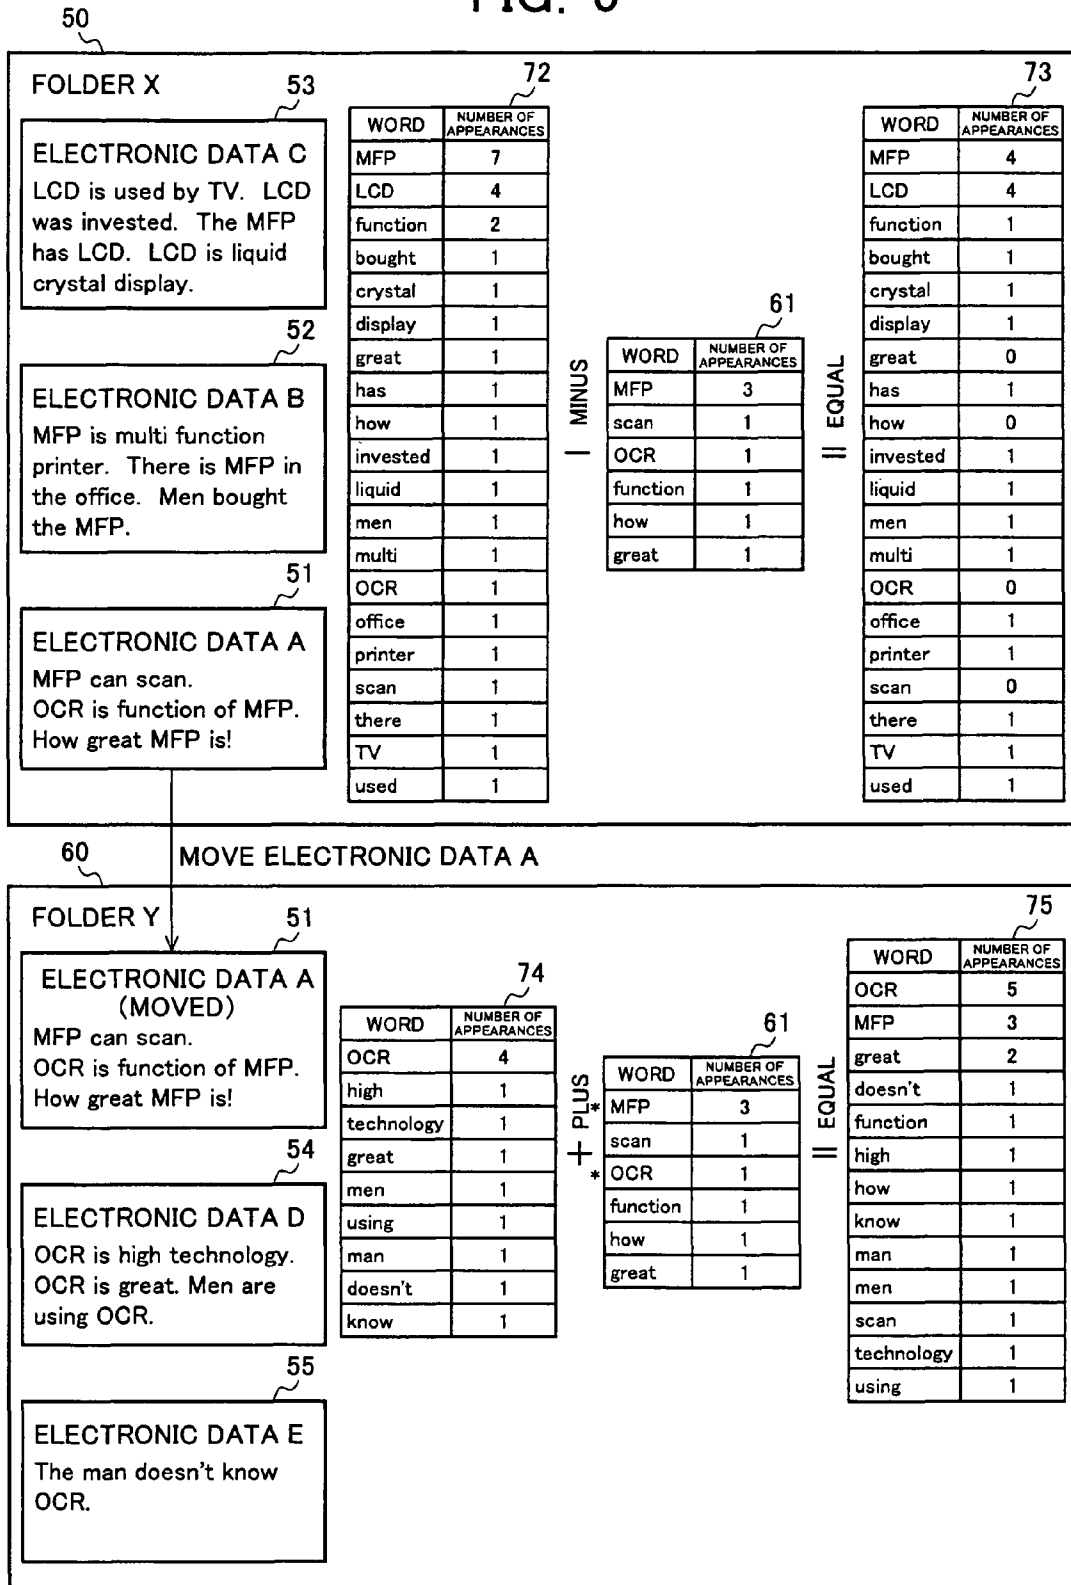 50
FOLDER X
53
ELECTRONIC DATA C
LCD is used by TV. LCD
was invested. The MFP
has LCD. LCD is liquid
crystal display.
52
ELECTRONIC DATA B
MFP is multi function
printer. There is MFP in
the office. Men bought
the MFP.
51
ELECTRONIC DATA A
MFP can scan.
OCR is function of MFP.
How great MFP is!
72
WORD NUMBER OF APPEARANCES
MFP 7
LCD 4
function 2
bought 1
crystal 1
display 1
great 1
has 1
how 1
invested 1
liquid 1
men 1
multi 1
OCR 1
office 1
printer 1
scan 1
there 1
TV 1
used 1
— MINUS
61
WORD NUMBER OF APPEARANCES
MFP 3
scan 1
OCR 1
function 1
how 1
great 1
= EQUAL
73
WORD NUMBER OF APPEARANCES
MFP 4
LCD 4
function 1
bought 1
crystal 1
display 1
great 0
has 1
how 0
invested 1
liquid 1
men 1
multi 1
OCR 0
office 1
printer 1
scan 0
there 1
TV 1
used 1
MOVE ELECTRONIC DATA A
60
FOLDER Y
51
ELECTRONIC DATA A
(MOVED)
MFP can scan.
OCR is function of MFP.
How great MFP is!
54
ELECTRONIC DATA D
OCR is high technology.
OCR is great. Men are
using OCR.
55
ELECTRONIC DATA E
The man doesn't know
OCR.
74
WORD NUMBER OF APPEARANCES
OCR 4
high 1
technology 1
great 1
men 1
using 1
man 1
doesn't 1
know 1
+ PLUS
61
WORD NUMBER OF APPEARANCES
* MFP 3
scan 1
* OCR 1
function 1
how 1
great 1
= EQUAL
75
WORD NUMBER OF APPEARANCES
OCR 5
MFP 3
great 2
doesn't 1
function 1
high 1
how 1
know 1
man 1
men 1
scan 1
technology 1
using 1